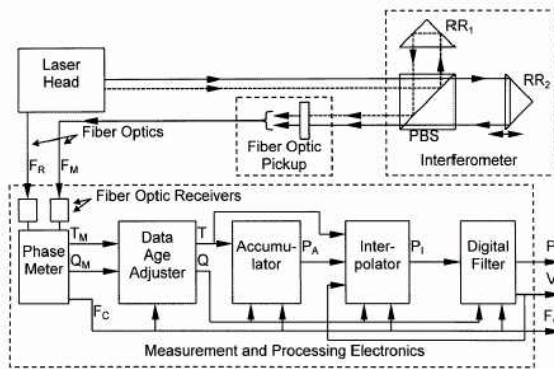 RR1
Laser
Head
RR2
PBS
Fiber Optics
Fiber Optic
Pickup
Interferometer
FR
FM
Fiber Optic Receivers
Phase
Meter
TM
QM
Data
Age
Adjuster
T
Q
Accumu-
lator
PA
Inter-
polator
PI
Digital
Filter
P
V
FC
Measurement and Processing Electronics